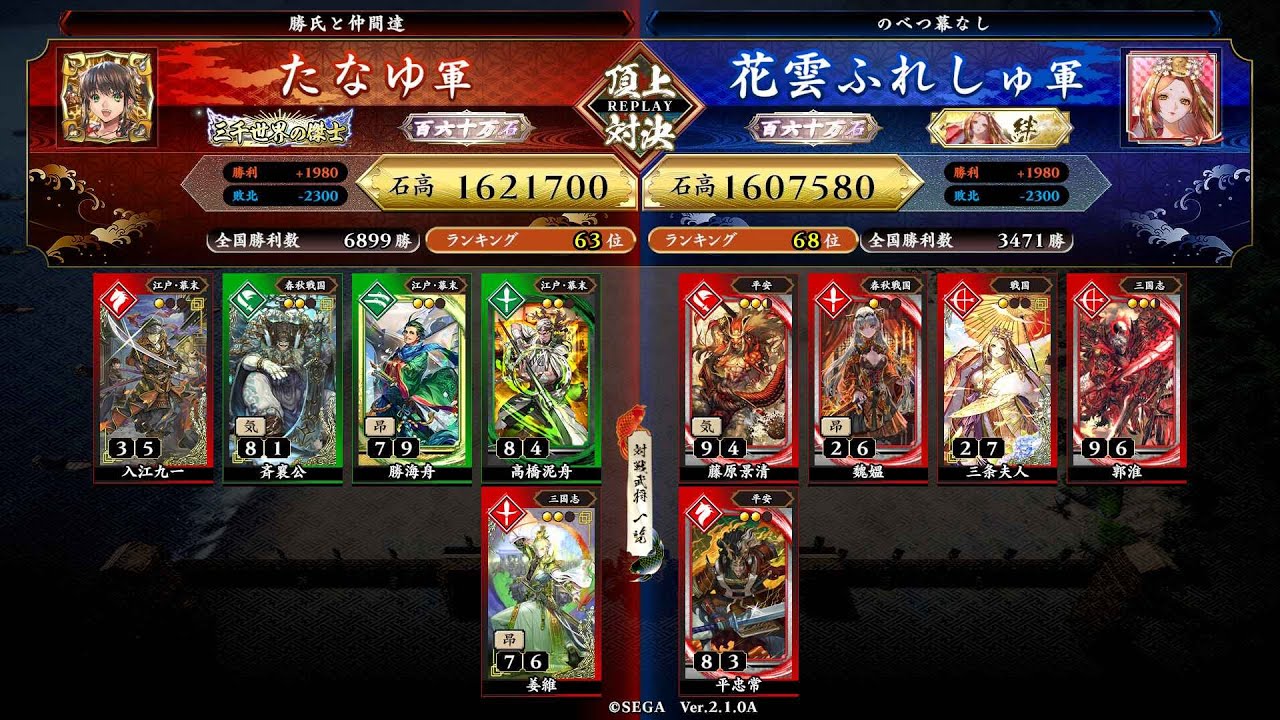 勝氏と仲間達
のべつ幕なし
たなゆ軍
頂上
REPLAY
対決
花雲ふれしゅ軍
三千世界の傑士
百六十万石
百六十万石
絆
勝利 +1980
敗北 -2300
石高 1621700
石高 1607580
勝利 +1980
敗北 -2300
全国勝利数 6899勝
ランキング 63位
ランキング 68位
全国勝利数 3471勝
江戸・幕末
春秋戦国
江戸・幕末
江戸・幕末
平安
春秋戦国
戦国
三国志
気
昂
気
昂
3 5
8 1
7 9
8 4
9 4
2 6
2 7
9 6
入江九一
斉襄公
勝海舟
高橋泥舟
藤原景清
魏媼
三条夫人
郭淮
対戦武将一覧
三国志
平安
昂
7 6
8 3
姜維
平忠常
©SEGA Ver.2.1.0A